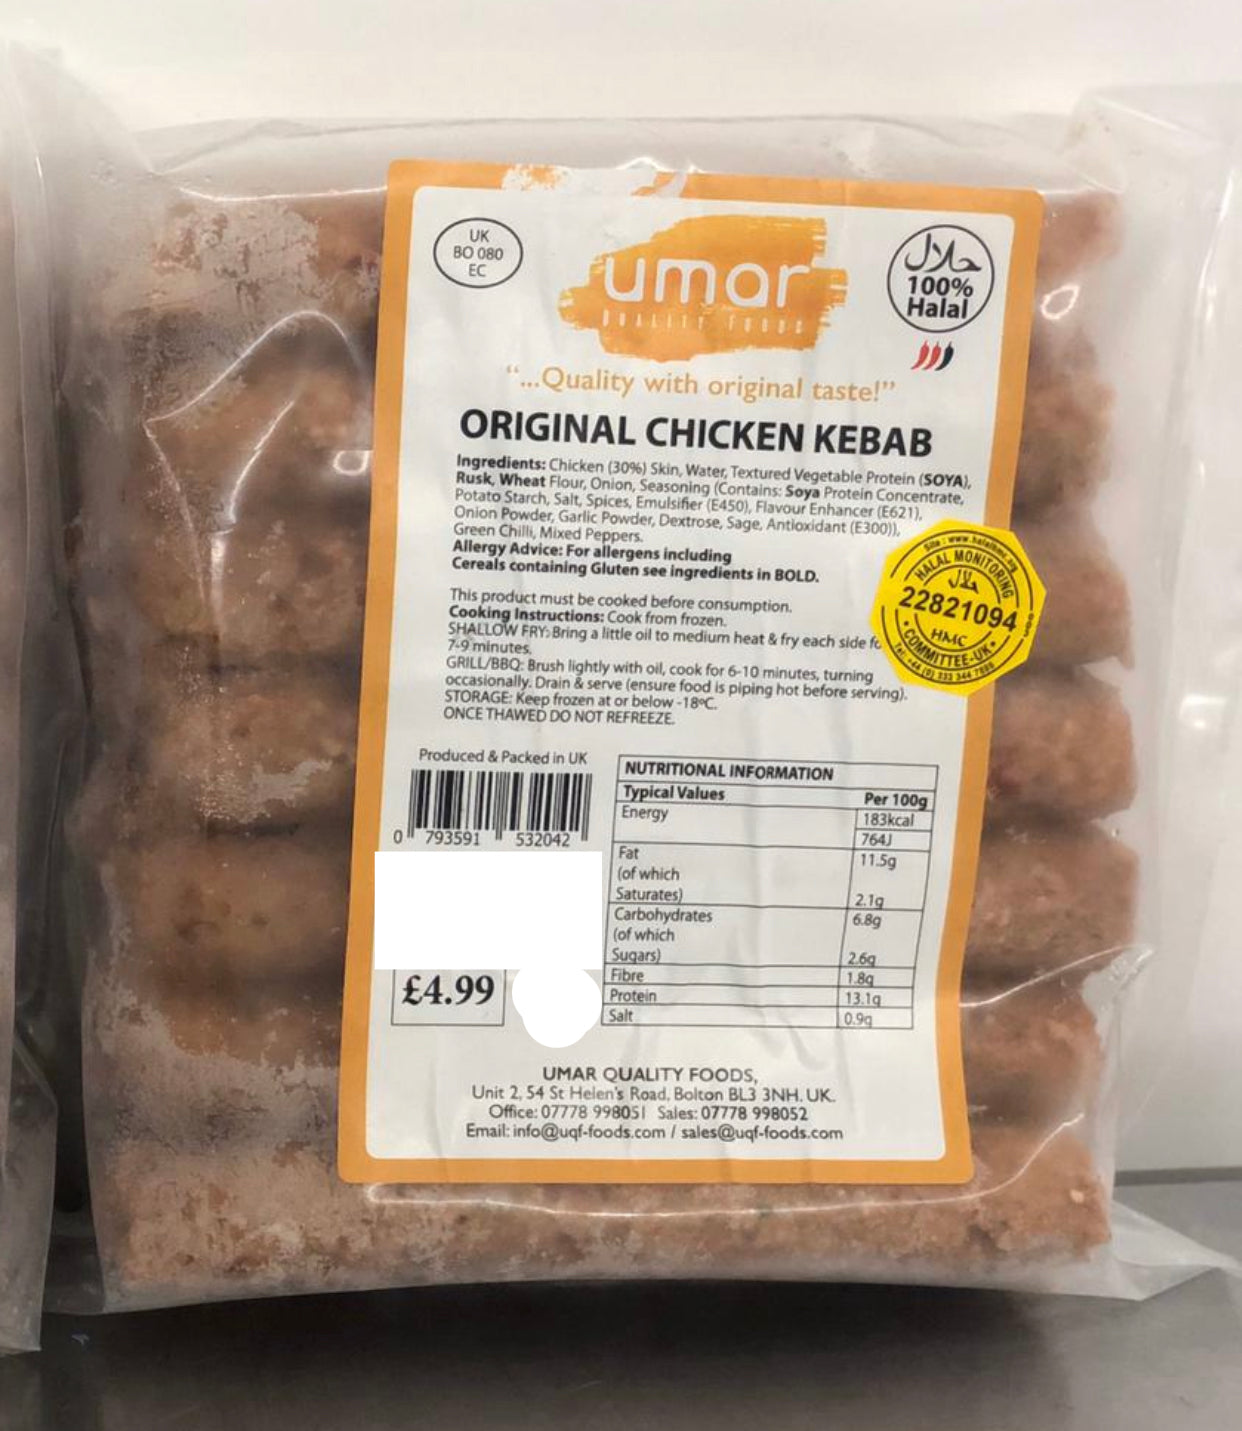 UK
BO 080
EC
umar
QUALITY FOODS
حلال
100%
Halal
“...Quality with original taste!”
ORIGINAL CHICKEN KEBAB
Ingredients: Chicken (30%) Skin, Water, Textured Vegetable Protein (SOYA),
Rusk, Wheat Flour, Onion, Seasoning (Contains: Soya Protein Concentrate,
Potato Starch, Salt, Spices, Emulsifier (E450), Flavour Enhancer (E621),
Onion Powder, Garlic Powder, Dextrose, Sage, Antioxidant (E300)),
Green Chilli, Mixed Peppers.
Allergy Advice: For allergens including
Cereals containing Gluten see ingredients in BOLD.
This product must be cooked before consumption.
Cooking Instructions: Cook from frozen.
SHALLOW FRY: Bring a little oil to medium heat & fry each side
7-9 minutes.
GRILL/BBQ: Brush lightly with oil, cook for 6-10 minutes, turning
occasionally. Drain & serve (ensure food is piping hot before serving).
STORAGE: Keep frozen at or below -18ºC.
ONCE THAWED DO NOT REFREEZE.
HALAL MONITORING
حلال
22821094
HMC
COMMITTEE-UK
Produced & Packed in UK
0 793591 532042
£4.99
NUTRITIONAL INFORMATION
Typical Values Per 100g
Energy 183kcal
764J
Fat 11.5g
(of which
Saturates) 2.1g
Carbohydrates 6.8g
(of which
Sugars) 2.6g
Fibre 1.8g
Protein 13.1g
Salt 0.9g
UMAR QUALITY FOODS,
Unit 2, 54 St Helen's Road, Bolton BL3 3NH. UK.
Office: 07778 998051 Sales: 07778 998052
Email: info@uqf-foods.com / sales@uqf-foods.com